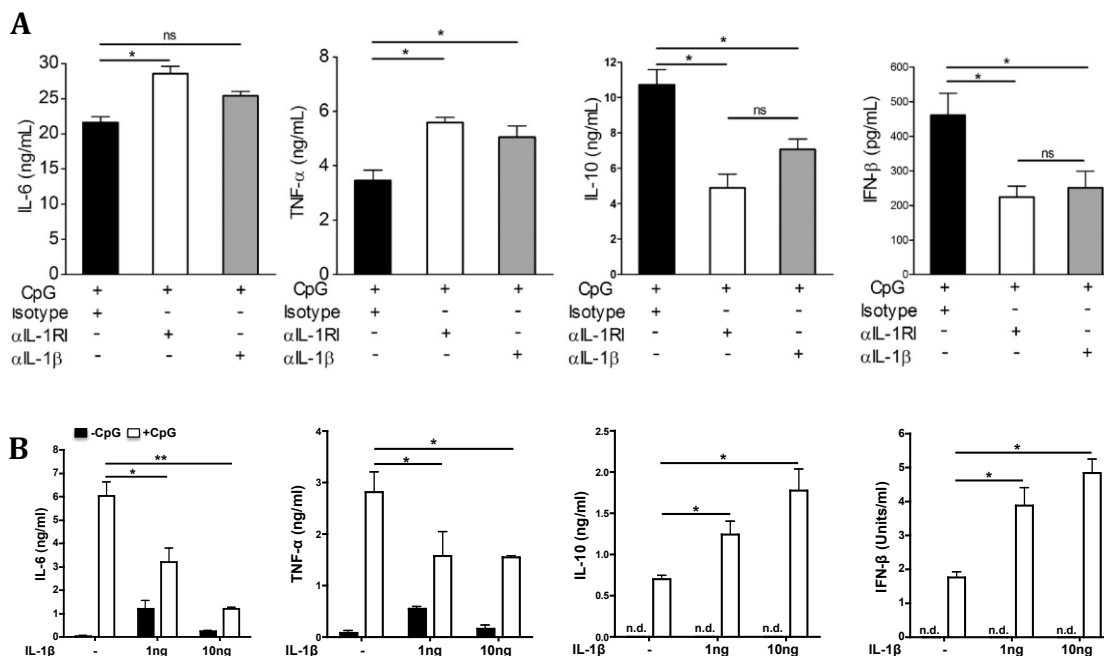 A
IL-6 (ng/mL)
30
25
20
15
10
5
0
ns
*
CpG + + +
Isotype + - -
αIL-1RI - + -
αIL-1β - - +
TNF-α (ng/mL)
8
6
4
2
0
*
*
CpG + + +
Isotype + - -
αIL-1RI - + -
αIL-1β - - +
IL-10 (ng/mL)
12
10
8
6
4
2
0
*
*
ns
CpG + + +
Isotype + - -
αIL-1RI - + -
αIL-1β - - +
IFN-β (pg/mL)
600
500
400
300
200
100
0
*
*
ns
CpG + + +
Isotype + - -
αIL-1RI - + -
αIL-1β - - +
B
-CpG +CpG
IL-6 (ng/ml)
8
7
6
5
4
3
2
1
0
**
*
IL-1β - 1ng 10ng
TNF-α (ng/ml)
4
3
2
1
0
*
*
IL-1β - 1ng 10ng
IL-10 (ng/ml)
2.5
2.0
1.5
1.0
0.5
0.0
*
*
n.d. n.d. n.d.
IL-1β - 1ng 10ng
IFN-β (Units/ml)
6
5
4
3
2
1
0
*
*
n.d. n.d. n.d.
IL-1β - 1ng 10ng